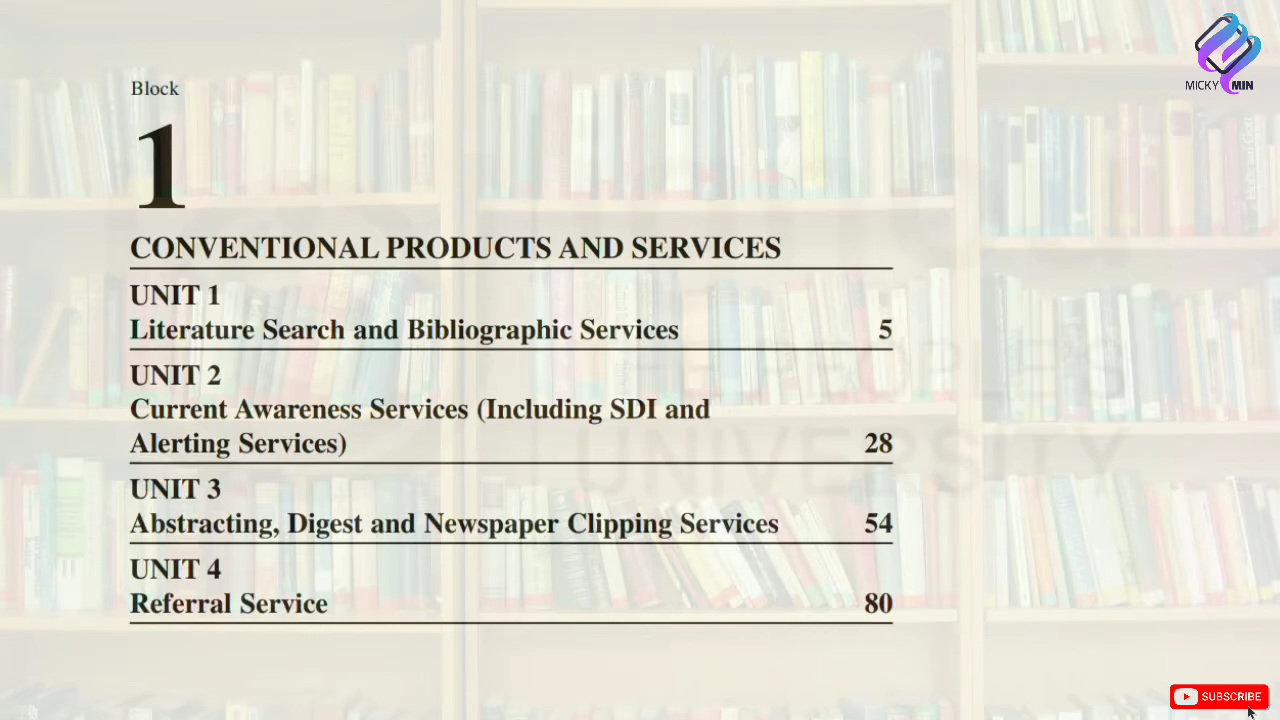 MICKY MIN
Block
1
CONVENTIONAL PRODUCTS AND SERVICES
UNIT 1
Literature Search and Bibliographic Services 5
UNIT 2
Current Awareness Services (Including SDI and
Alerting Services) 28
UNIT 3
Abstracting, Digest and Newspaper Clipping Services 54
UNIT 4
Referral Service 80
PEOPLE'S
UNIVERSITY
SUBSCRIBE